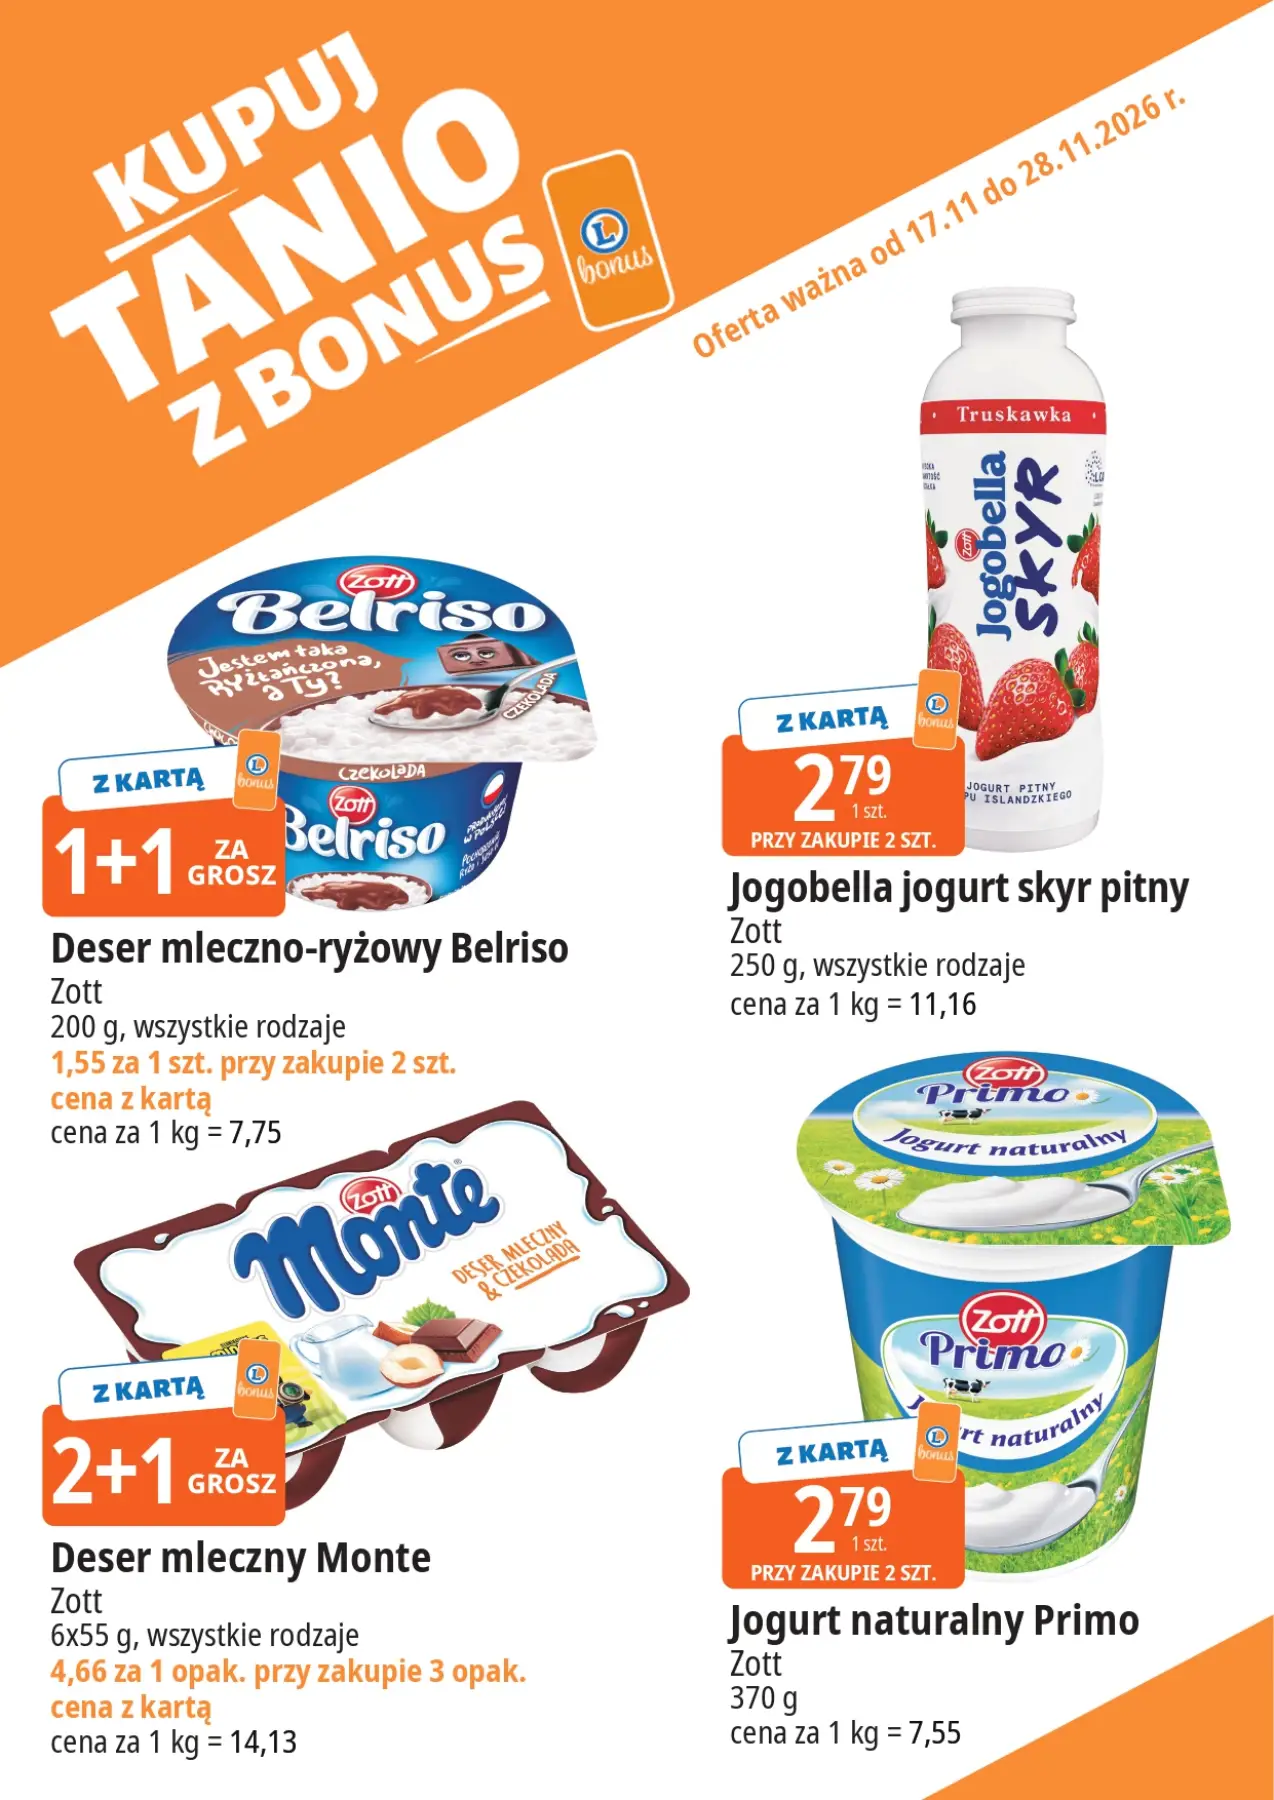 KUPUJ
TANIO
Z BONUS
L
bonus
Oferta ważna od 17.11 do 28.11.2026 r.
Truskawka
Zott
Jogobella
SKYR
JOGURT PITNY
ISLANDZKIEGO
Z KARTĄ
L
bonus
2 79
1 szt.
PRZY ZAKUPIE 2 SZT.
Jogobella jogurt skyr pitny
Zott
250 g, wszystkie rodzaje
cena za 1 kg = 11,16
Zott
Belriso
Jestem taka
Ryżtańczona,
a Ty?
CZEKOLADA
CZEKOLADA
Zott
Belriso
PRODUKOWANE
W POLSCE
Z KARTĄ
L
bonus
1+1 ZA
GROSZ
Deser mleczno-ryżowy Belriso
Zott
200 g, wszystkie rodzaje
1,55 za 1 szt. przy zakupie 2 szt.
cena z kartą
cena za 1 kg = 7,75
Zott
Monte
DESER MLECZNY
& CZEKOLADA
Z KARTĄ
L
bonus
2+1 ZA
GROSZ
Deser mleczny Monte
Zott
6x55 g, wszystkie rodzaje
4,66 za 1 opak. przy zakupie 3 opak.
cena z kartą
cena za 1 kg = 14,13
Zott
Primo
Jogurt naturalny
Zott
Primo
naturalny
Z KARTĄ
L
bonus
2 79
1 szt.
PRZY ZAKUPIE 2 SZT.
Jogurt naturalny Primo
Zott
370 g
cena za 1 kg = 7,55